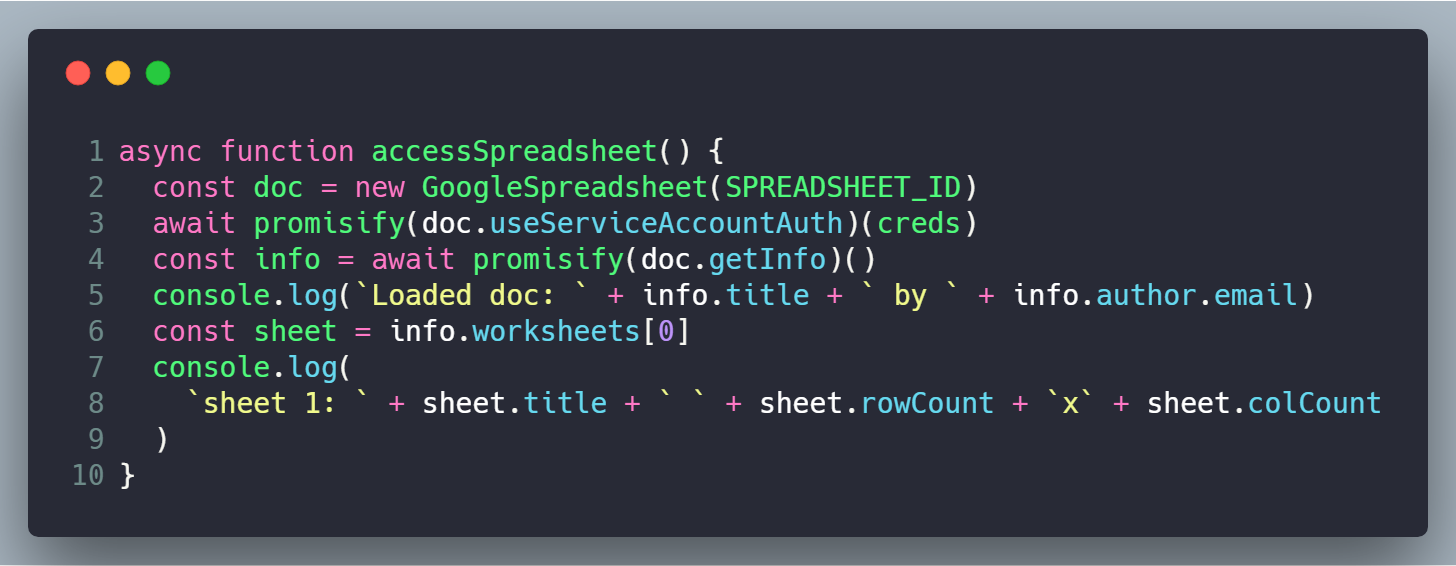 1 async function accessSpreadsheet() {
2   const doc = new GoogleSpreadsheet(SPREADSHEET_ID)
3   await promisify(doc.useServiceAccountAuth)(creds)
4   const info = await promisify(doc.getInfo)()
5   console.log(`Loaded doc: ` + info.title + ` by ` + info.author.email)
6   const sheet = info.worksheets[0]
7   console.log(
8     `sheet 1: ` + sheet.title + ` ` + sheet.rowCount + `x` + sheet.colCount
9   )
10 }